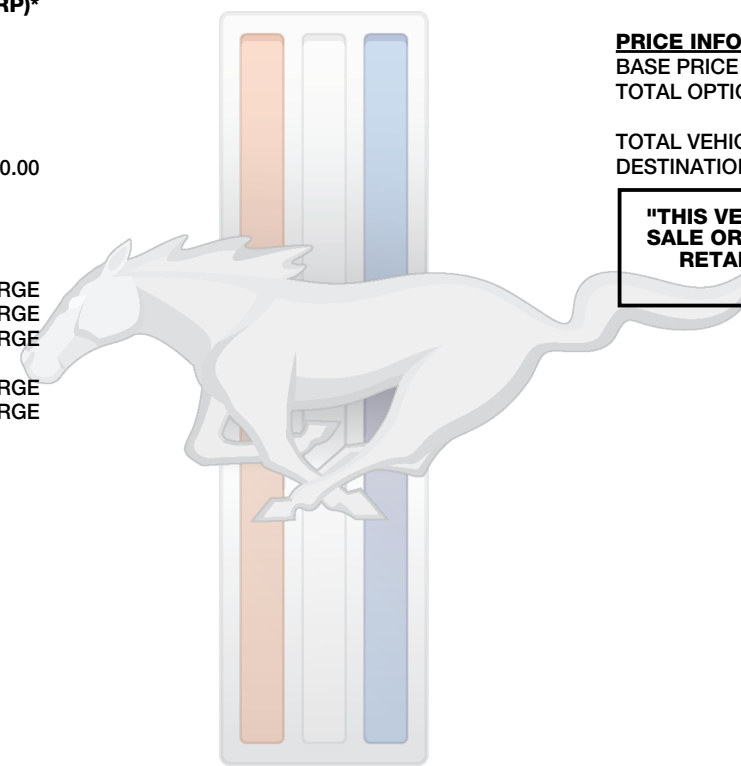 RP)*
0.00
RGE
RGE
RGE
RGE
RGE
PRICE INFO
BASE PRICE
TOTAL OPTIO
TOTAL VEHIC
DESTINATION
"THIS VE
SALE OR
RETAI